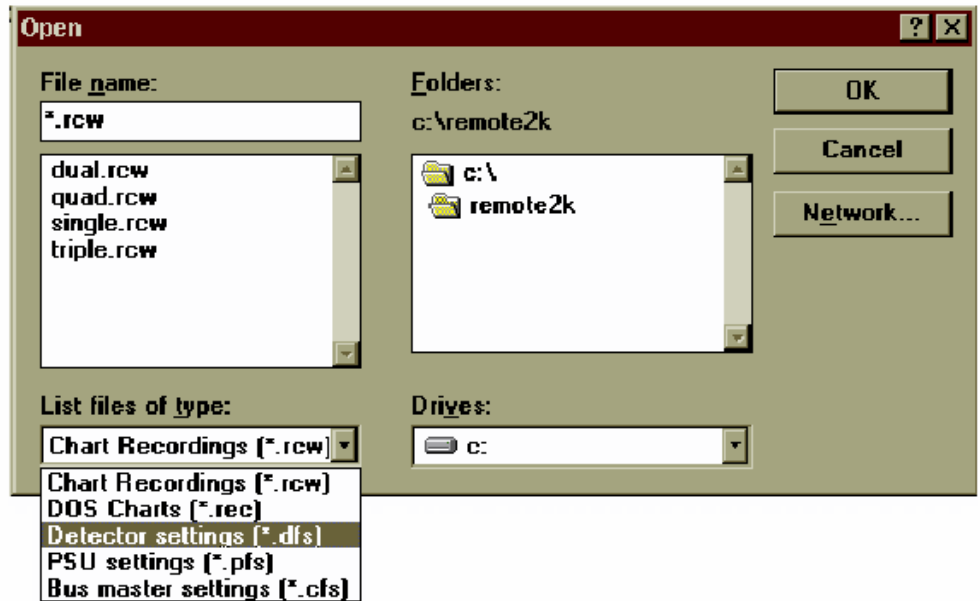 Open
File name:
*.rcw
dual.rcw
quad.rcw
single.rcw
triple.rcw
List files of type:
Chart Recordings (*.rcw)
Chart Recordings (*.rcw)
DOS Charts (*.rec)
Detector settings (*.dfs)
PSU settings (*.pfs)
Bus master settings (*.cfs)
Folders:
c:\remote2k
c:\
remote2k
Drives:
c:
OK
Cancel
Network...